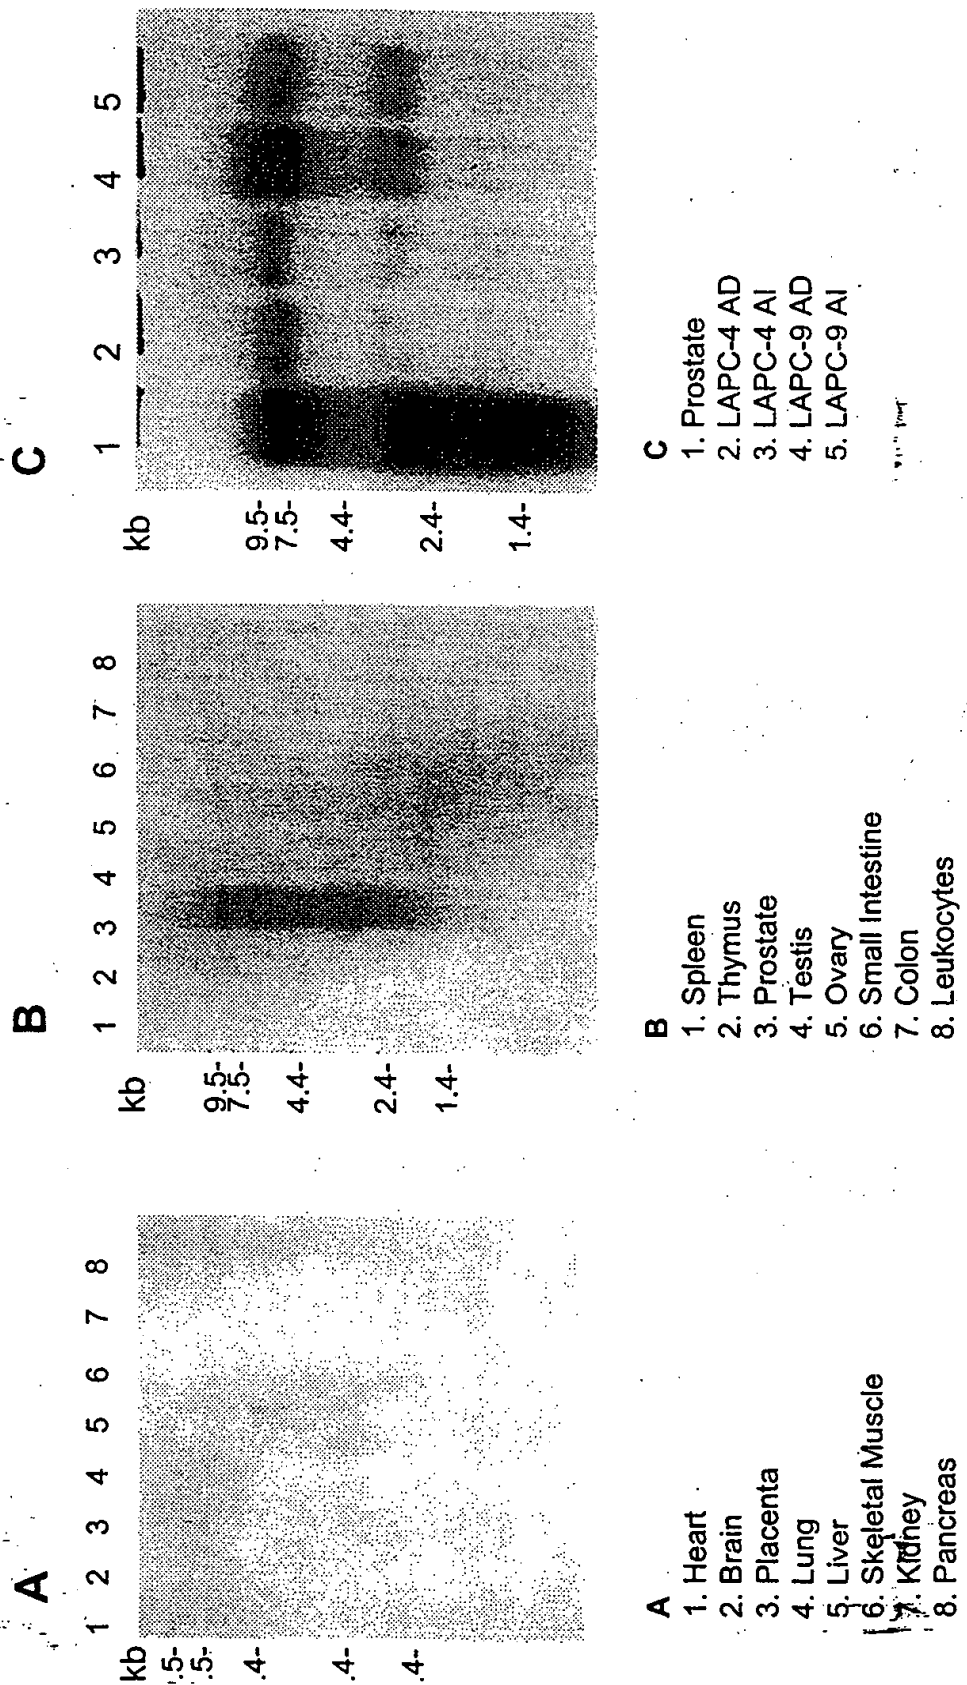 A
1 2 3 4 5 6 7 8
kb
.5-
.5-
.4-
.4-
.4-
A
1. Heart
2. Brain
3. Placenta
4. Lung
5. Liver
6. Skeletal Muscle
7. Kidney
8. Pancreas
B
1 2 3 4 5 6 7 8
kb
9.5-
7.5-
4.4-
2.4-
1.4-
B
1. Spleen
2. Thymus
3. Prostate
4. Testis
5. Ovary
6. Small Intestine
7. Colon
8. Leukocytes
C
1 2 3 4 5
kb
9.5-
7.5-
4.4-
2.4-
1.4-
C
1. Prostate
2. LAPC-4 AD
3. LAPC-4 AI
4. LAPC-9 AD
5. LAPC-9 AI